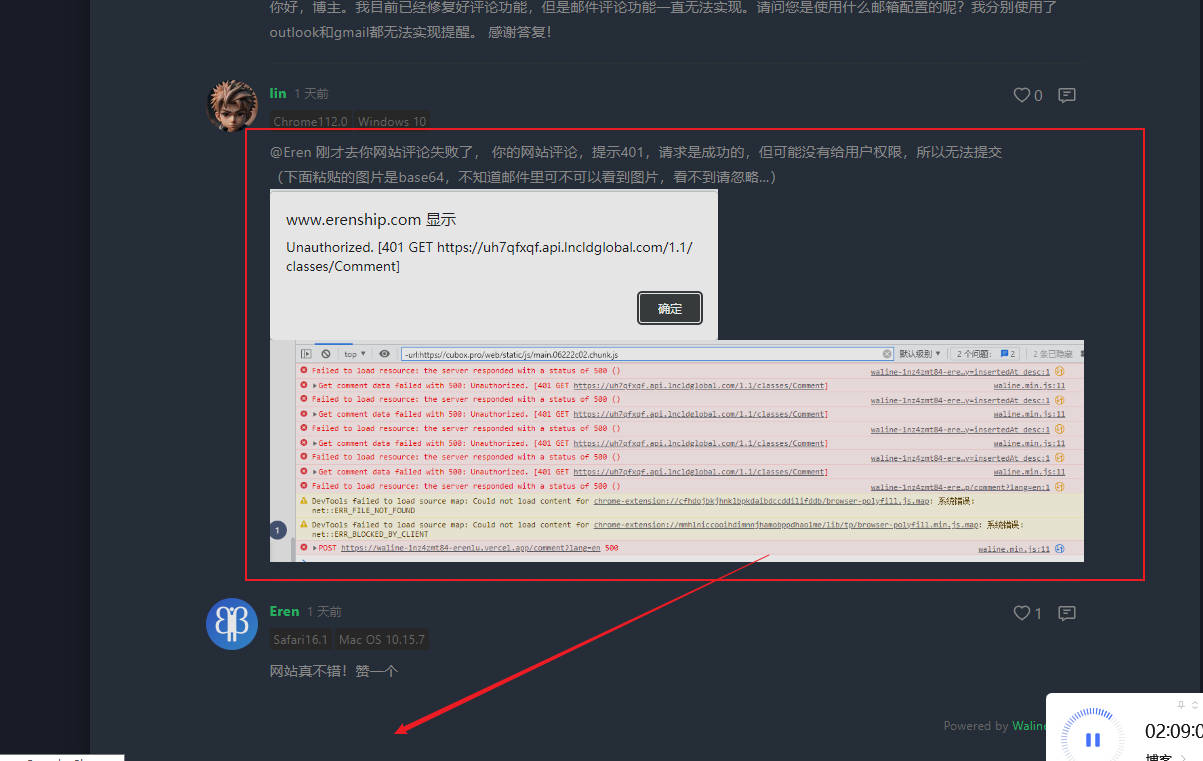 你好，博主。我目前已经修复好评论功能，但是邮件评论功能一直无法实现。请问您是使用什么邮箱配置的呢？我分别使用了
outlook和gmail都无法实现提醒。 感谢答复！
lin 1 天前
0
Chrome112.0 Windows 10
@Eren 刚才去你网站评论失败了， 你的网站评论，提示401，请求是成功的，但可能没有给用户权限，所以无法提交
（下面粘贴的图片是base64，不知道邮件里可不可以看到图片，看不到请忽略...）
www.erenship.com 显示
Unauthorized. [401 GET https://uh7qfxqf.api.lncldglobal.com/1.1/
classes/Comment]
确定
top -url:https://cubox.pro/web/static/js/main.06222c02.chunk.js 默认级别 2 个问题: 2 2 条已隐藏
Failed to load resource: the server responded with a status of 500 () waline-1nz4zmt84-ere…y=insertedAt_desc:1
Get comment data failed with 500: Unauthorized. [401 GET https://uh7qfxqf.api.lncldglobal.com/1.1/classes/Comment] waline.min.js:11
Failed to load resource: the server responded with a status of 500 () waline-1nz4zmt84-ere…y=insertedAt_desc:1
Get comment data failed with 500: Unauthorized. [401 GET https://uh7qfxqf.api.lncldglobal.com/1.1/classes/Comment] waline.min.js:11
Failed to load resource: the server responded with a status of 500 () waline-1nz4zmt84-ere…y=insertedAt_desc:1
Get comment data failed with 500: Unauthorized. [401 GET https://uh7qfxqf.api.lncldglobal.com/1.1/classes/Comment] waline.min.js:11
Failed to load resource: the server responded with a status of 500 () waline-1nz4zmt84-ere…y=insertedAt_desc:1
Get comment data failed with 500: Unauthorized. [401 GET https://uh7qfxqf.api.lncldglobal.com/1.1/classes/Comment] waline.min.js:11
Failed to load resource: the server responded with a status of 500 () waline-1nz4zmt84-ere…p/comment?lang=en:1
DevTools failed to load source map: Could not load content for chrome-extension://cfhdojbkjhnklbpkdaibdccddilifddb/browser-polyfill.js.map: 系统错误:
net::ERR_FILE_NOT_FOUND
DevTools failed to load source map: Could not load content for chrome-extension://mmhlniccooihdimnnjhamobppdhaolme/lib/tp/browser-polyfill.min.js.map: 系统错误:
net::ERR_BLOCKED_BY_CLIENT
1
POST https://waline-1nz4zmt84-erenlu.vercel.app/comment?lang=en 500 waline.min.js:11
Eren 1 天前
1
Safari16.1 Mac OS 10.15.7
网站真不错！赞一个
Powered by Waline
02:09:0
博客